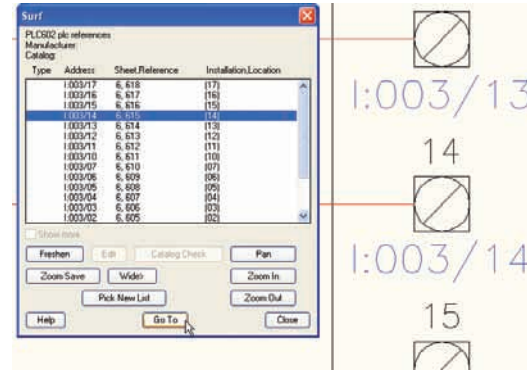 Surf
PLC602 plc references
Manufacturer:
Catalog:
Type Address Sheet,Reference Installation,Location
I:003/17 6, 618 (17)
I:003/16 6, 617 (16)
I:003/15 6, 616 (15)
I:003/14 6, 615 (14)
I:003/13 6, 614 (13)
I:003/12 6, 613 (12)
I:003/11 6, 612 (11)
I:003/10 6, 611 (10)
I:003/07 6, 610 (07)
I:003/06 6, 609 (06)
I:003/05 6, 608 (05)
I:003/04 6, 607 (04)
I:003/03 6, 606 (03)
I:003/02 6, 605 (02)
Show more
Freshen Edit Catalog Check Pan
Zoom Save Wide> Zoom In
Pick New List Zoom Out
Help Go To Close
I:003/13
14
I:003/14
15